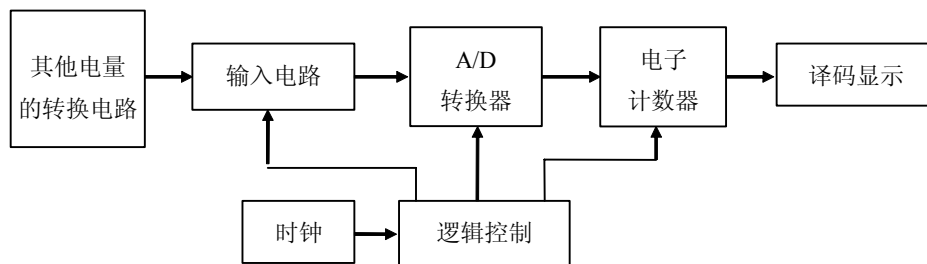 其他电量
的转换电路
输入电路
A/D
转换器
电子
计数器
译码显示
时钟
逻辑控制